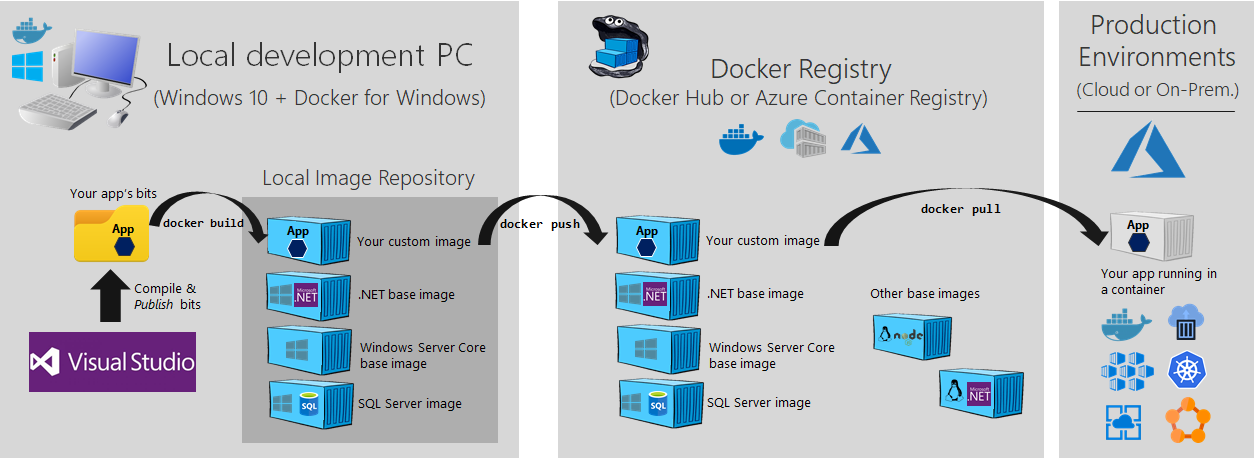 Local development PC
(Windows 10 + Docker for Windows)
Your app's bits
docker build
App
Compile &
Publish bits
Visual Studio
Local Image Repository
App
Your custom image
Microsoft
.NET
.NET base image
Windows Server Core
base image
SQL
SQL Server image
docker push
Docker Registry
(Docker Hub or Azure Container Registry)
App
Your custom image
Microsoft
.NET
.NET base image
Windows Server Core
base image
SQL
SQL Server image
Other base images
node
Microsoft
.NET
docker pull
Production
Environments
(Cloud or On-Prem.)
App
Your app running in
a container